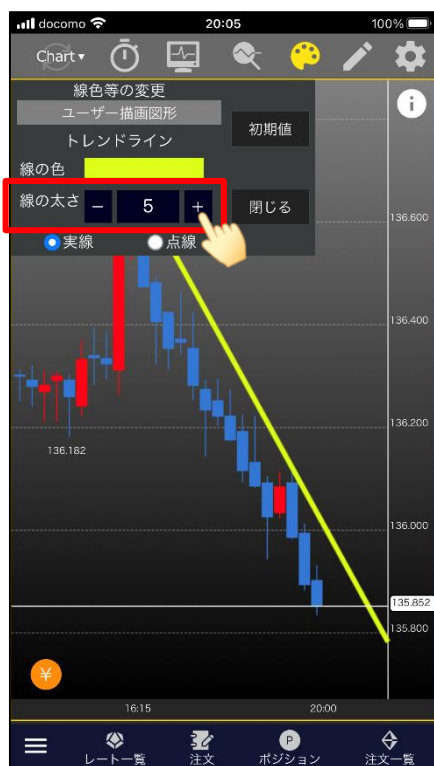 docomo 20:05 100%
Chart▾
線色等の変更
ユーザー描画図形
初期値
トレンドライン
線の色
線の太さ － 5 ＋ 閉じる
実線 点線
136.600
136.400
136.200
136.182
136.000
135.852
135.800
¥
16:15 20:00
P
レート一覧 注文 ポジション 注文一覧